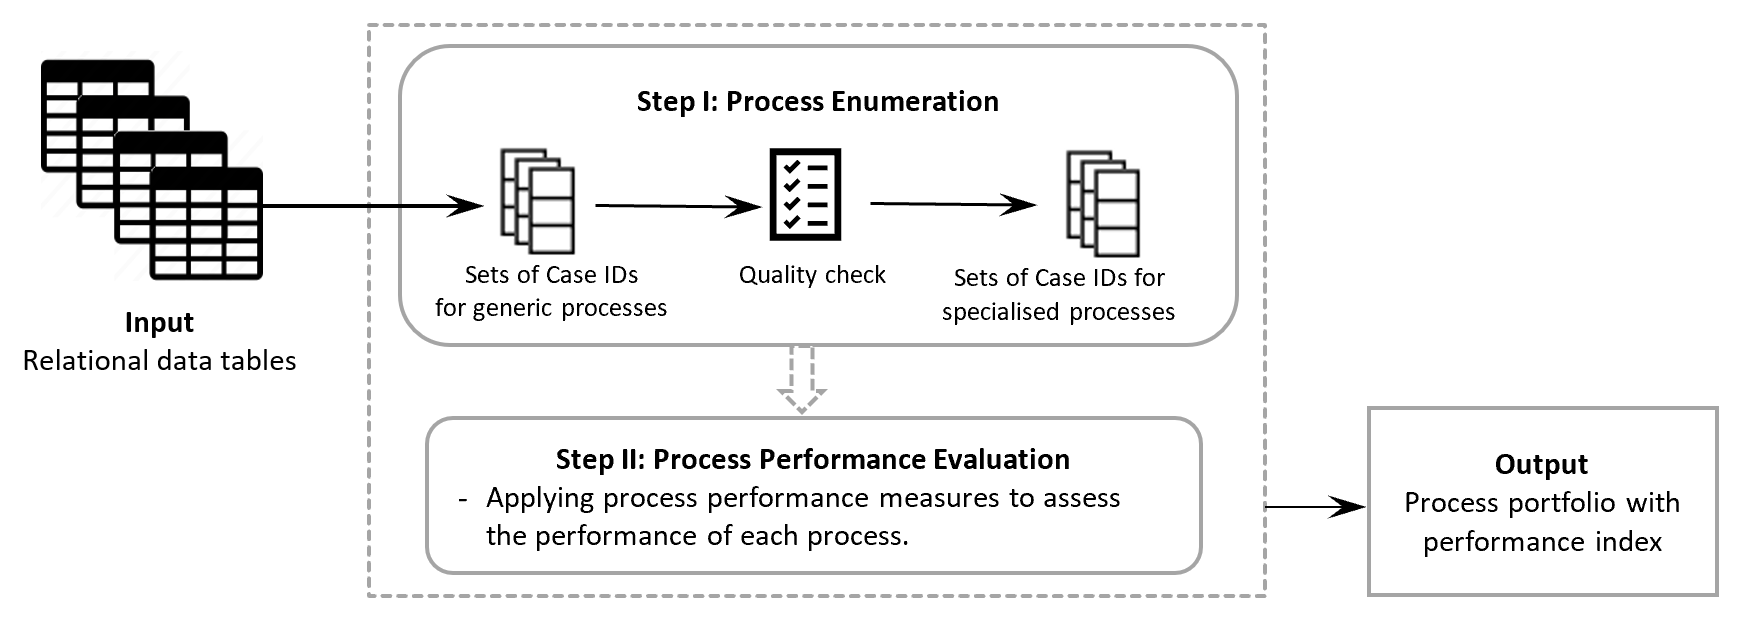 Step I: Process Enumeration
Sets of Case IDs
for generic processes
Quality check
Sets of Case IDs for
specialised processes
Input
Relational data tables
Step II: Process Performance Evaluation
- Applying process performance measures to assess
the performance of each process.
Output
Process portfolio with
performance index